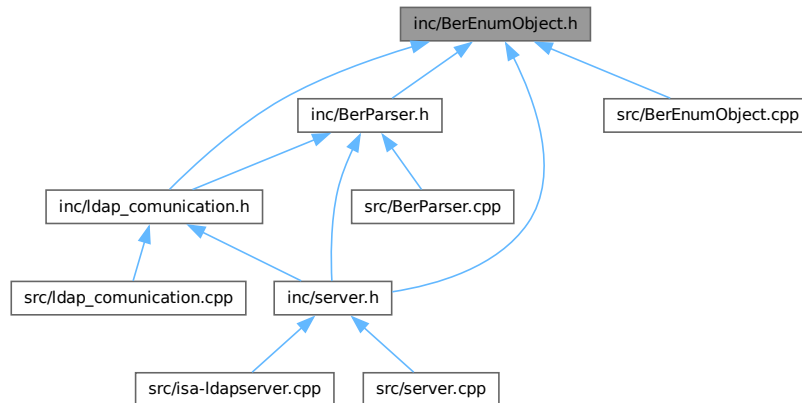 inc/BerEnumObject.h
inc/BerParser.h
src/BerEnumObject.cpp
inc/ldap_comunication.h
src/BerParser.cpp
src/ldap_comunication.cpp
inc/server.h
src/isa-ldapserver.cpp
src/server.cpp